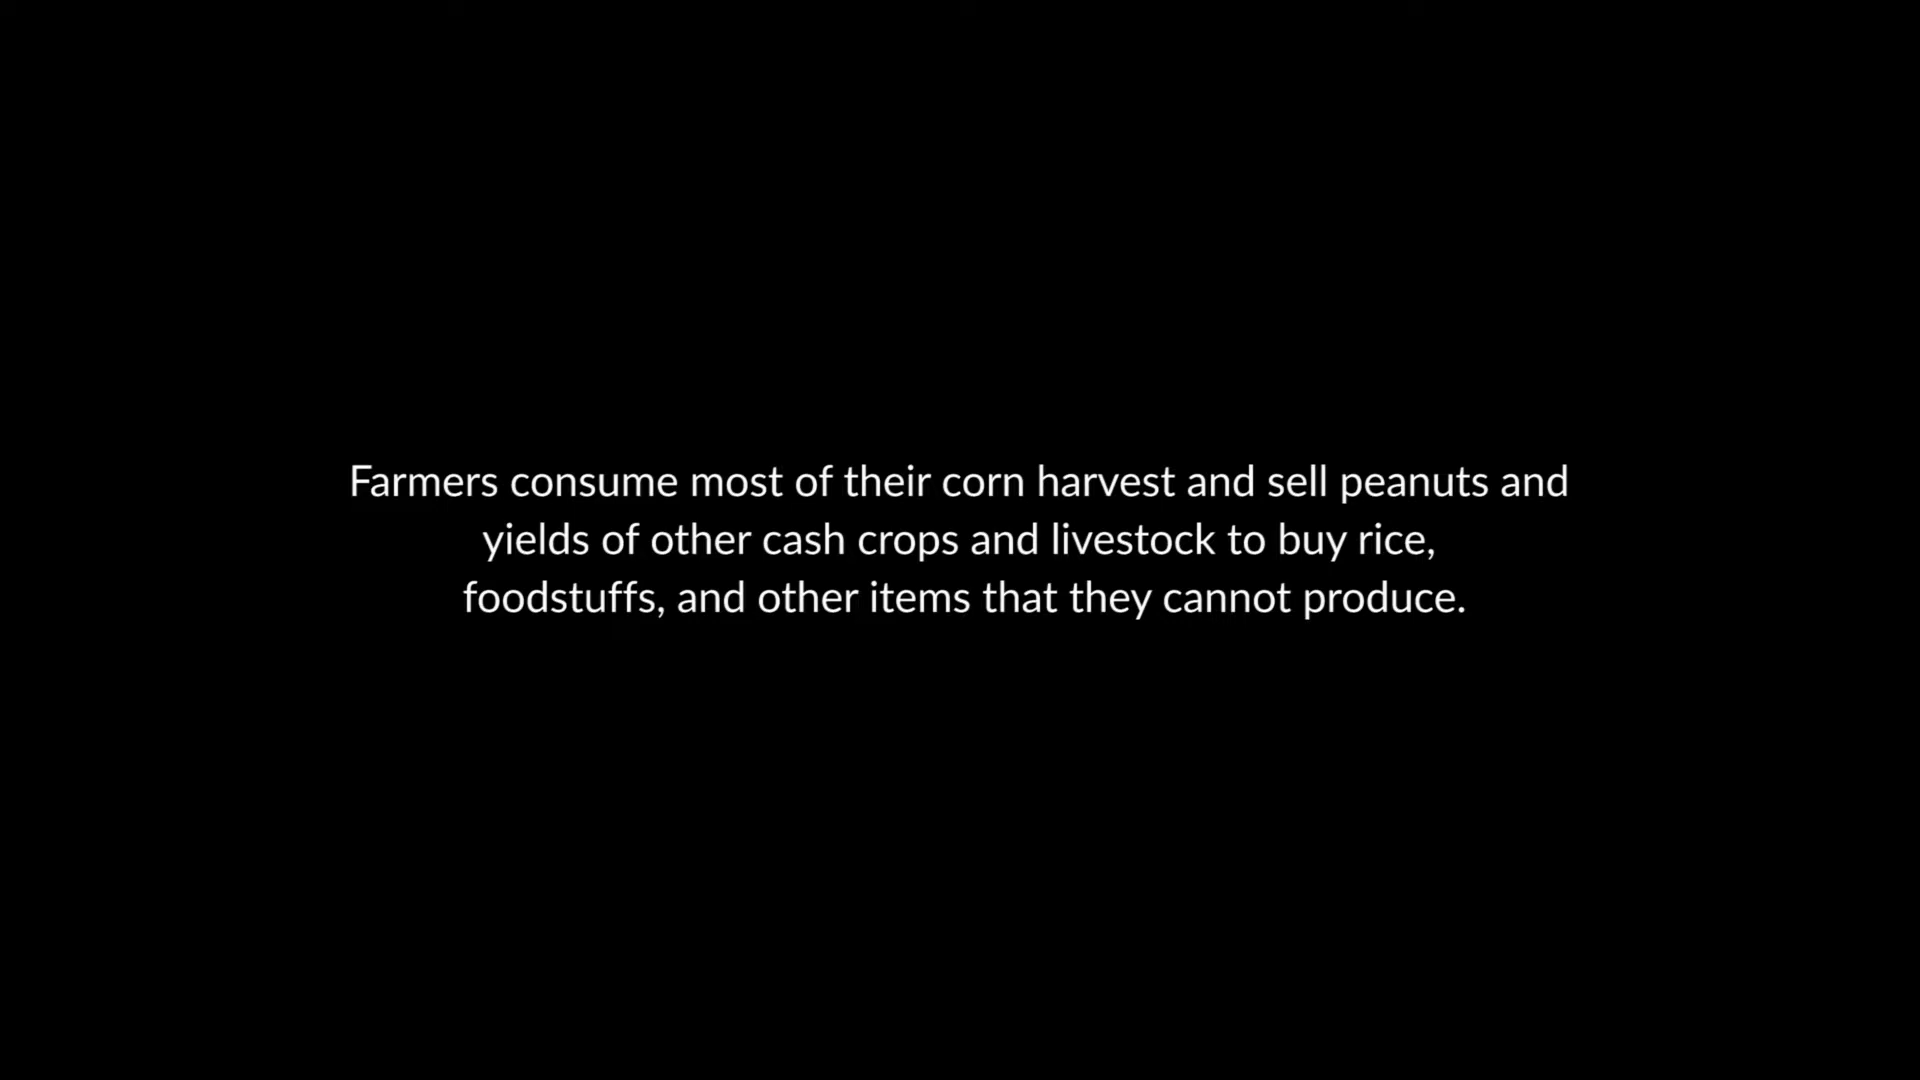 Farmers consume most of their corn harvest and sell peanuts and
yields of other cash crops and livestock to buy rice,
foodstuffs, and other items that they cannot produce.